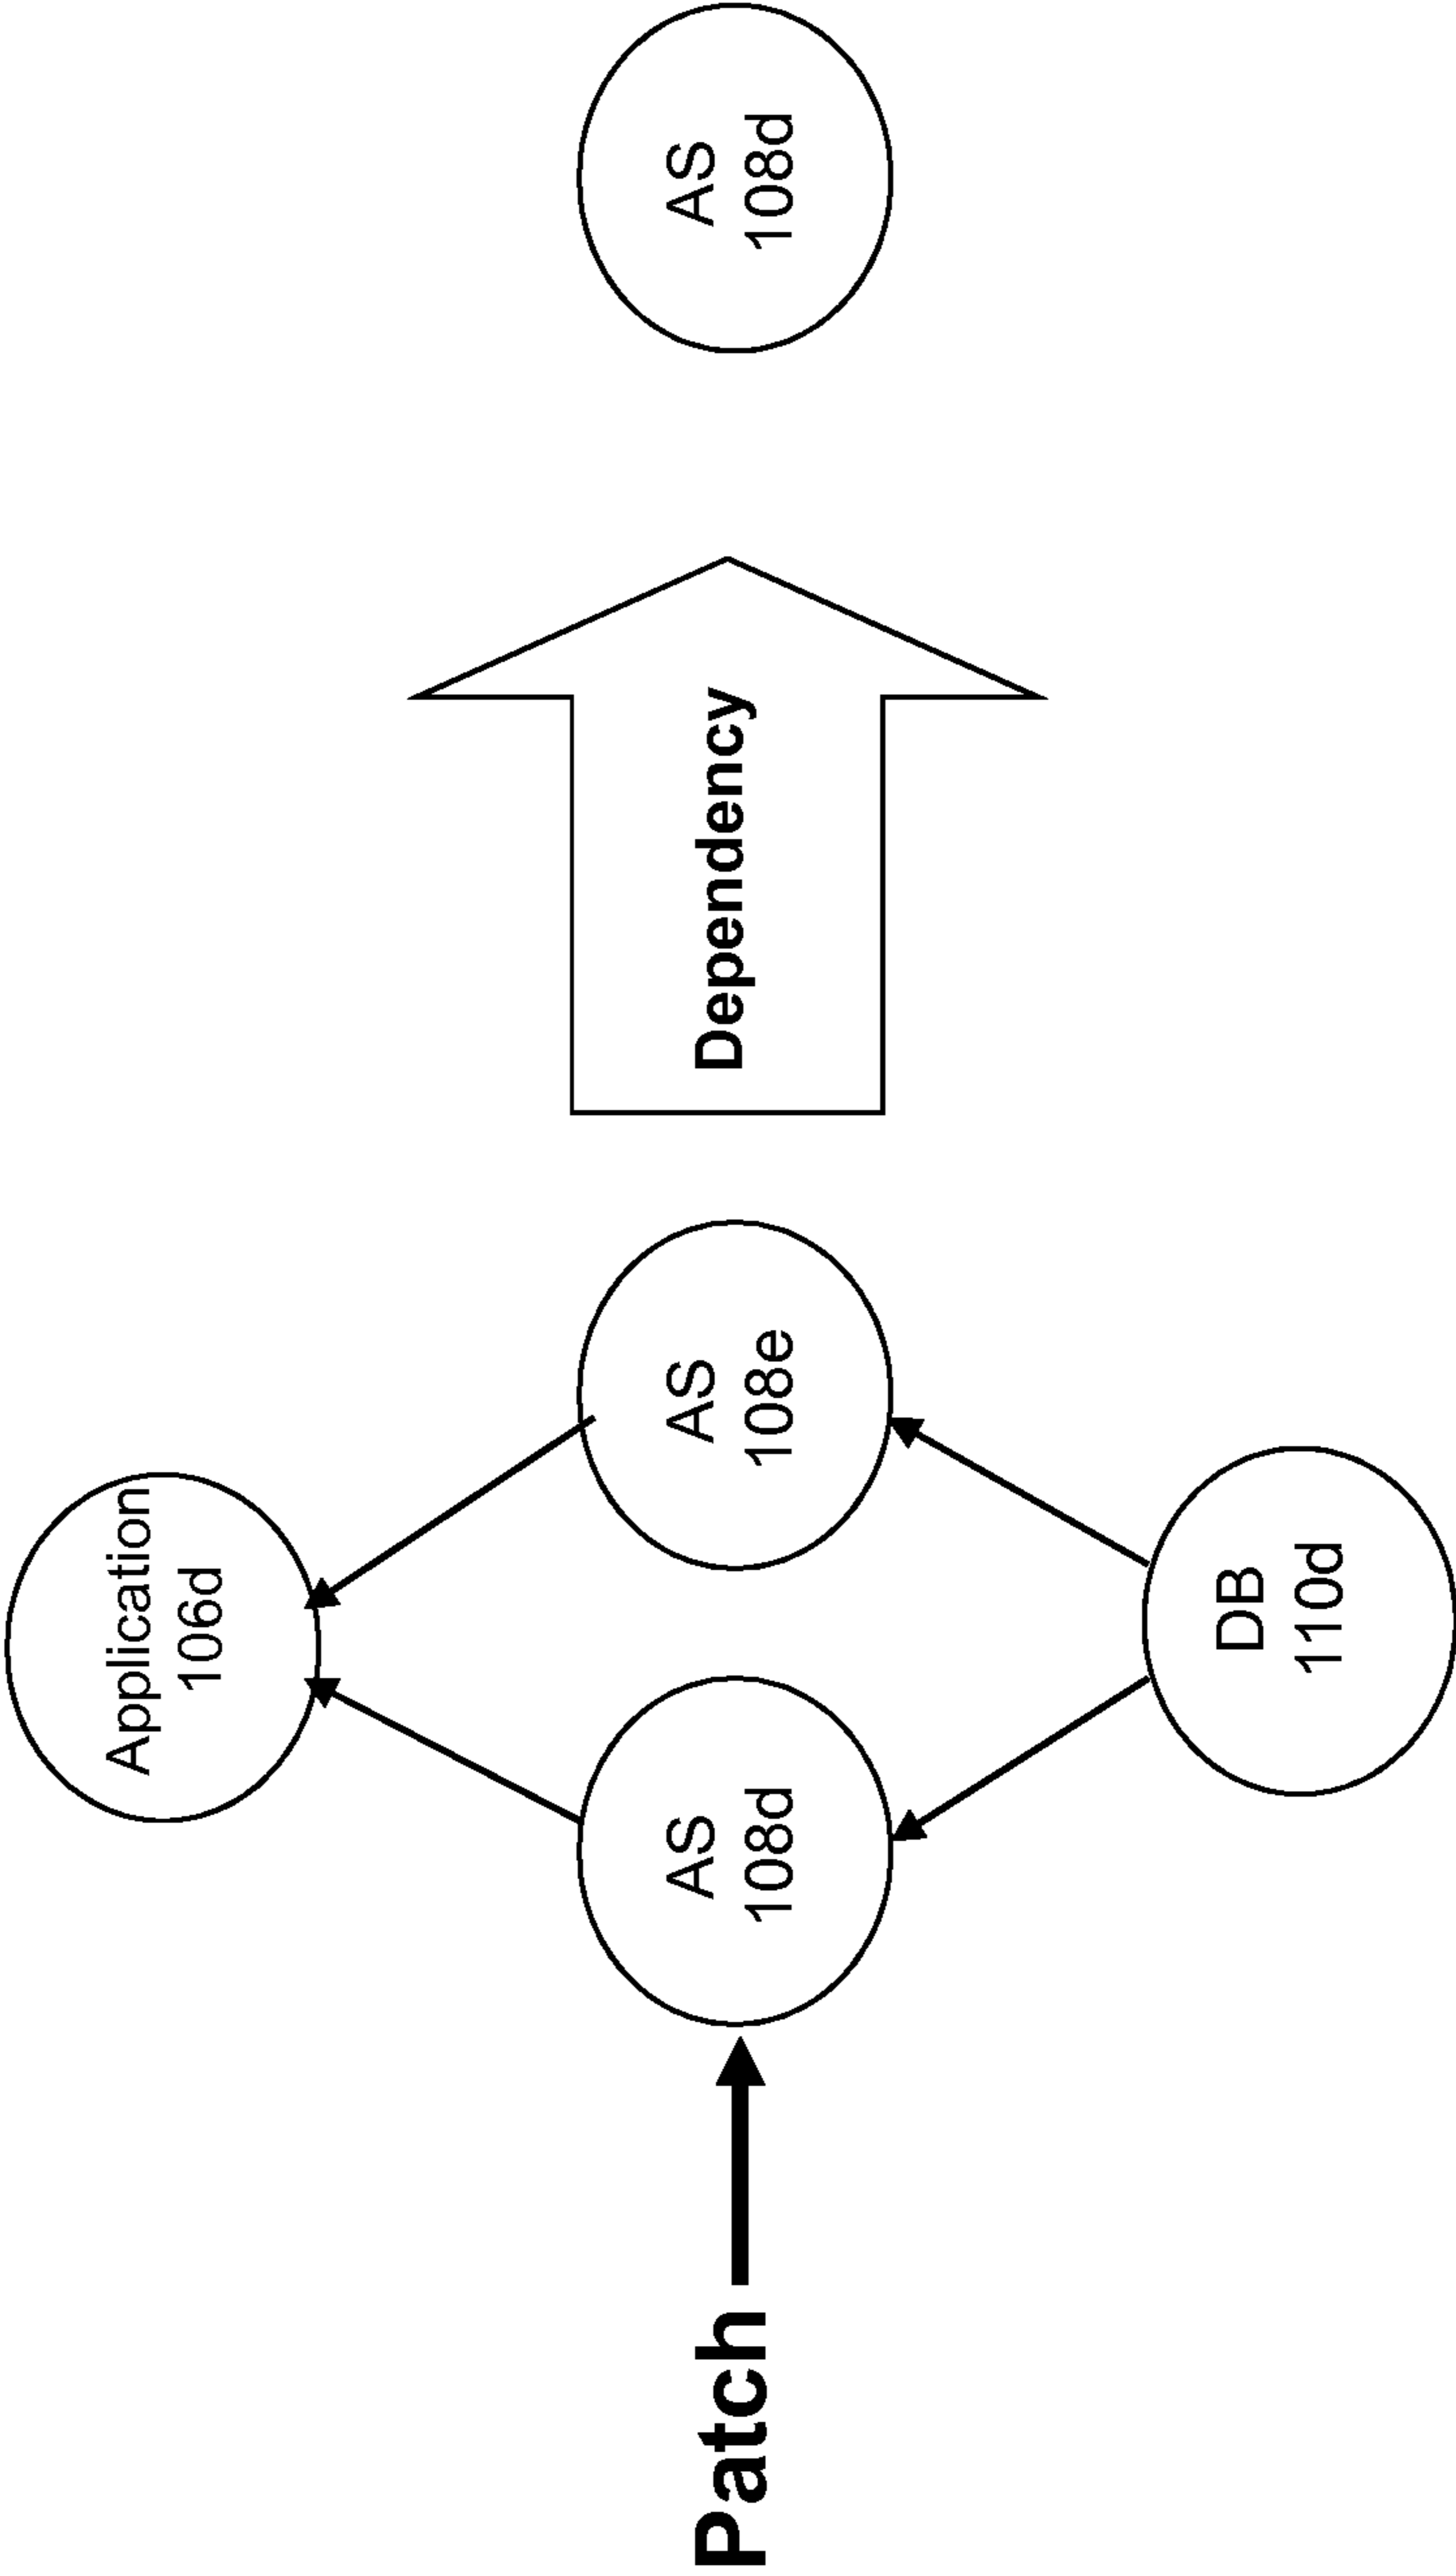 Application
106d
Patch
AS
108d
AS
108e
Dependency
AS
108d
DB
110d